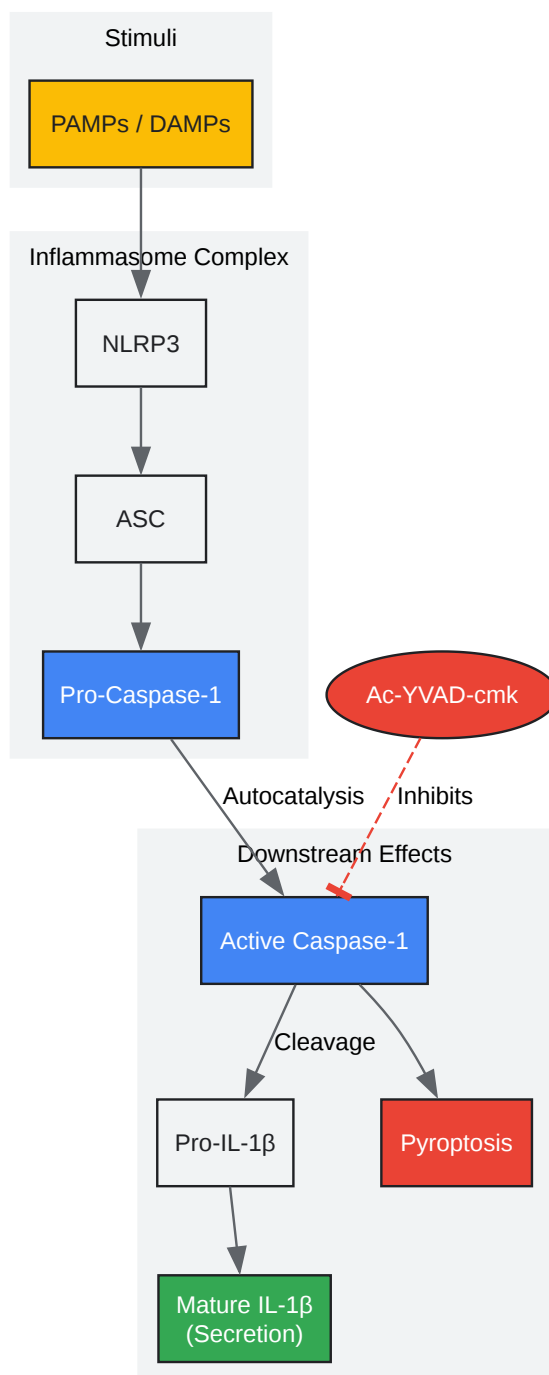 Stimuli
PAMPs / DAMPs
Inflammasome Complex
NLRP3
ASC
Pro-Caspase-1
Ac-YVAD-cmk
Autocatalysis
Inhibits
Downstream Effects
Active Caspase-1
Cleavage
Pro-IL-1β
Pyroptosis
Mature IL-1β
(Secretion)